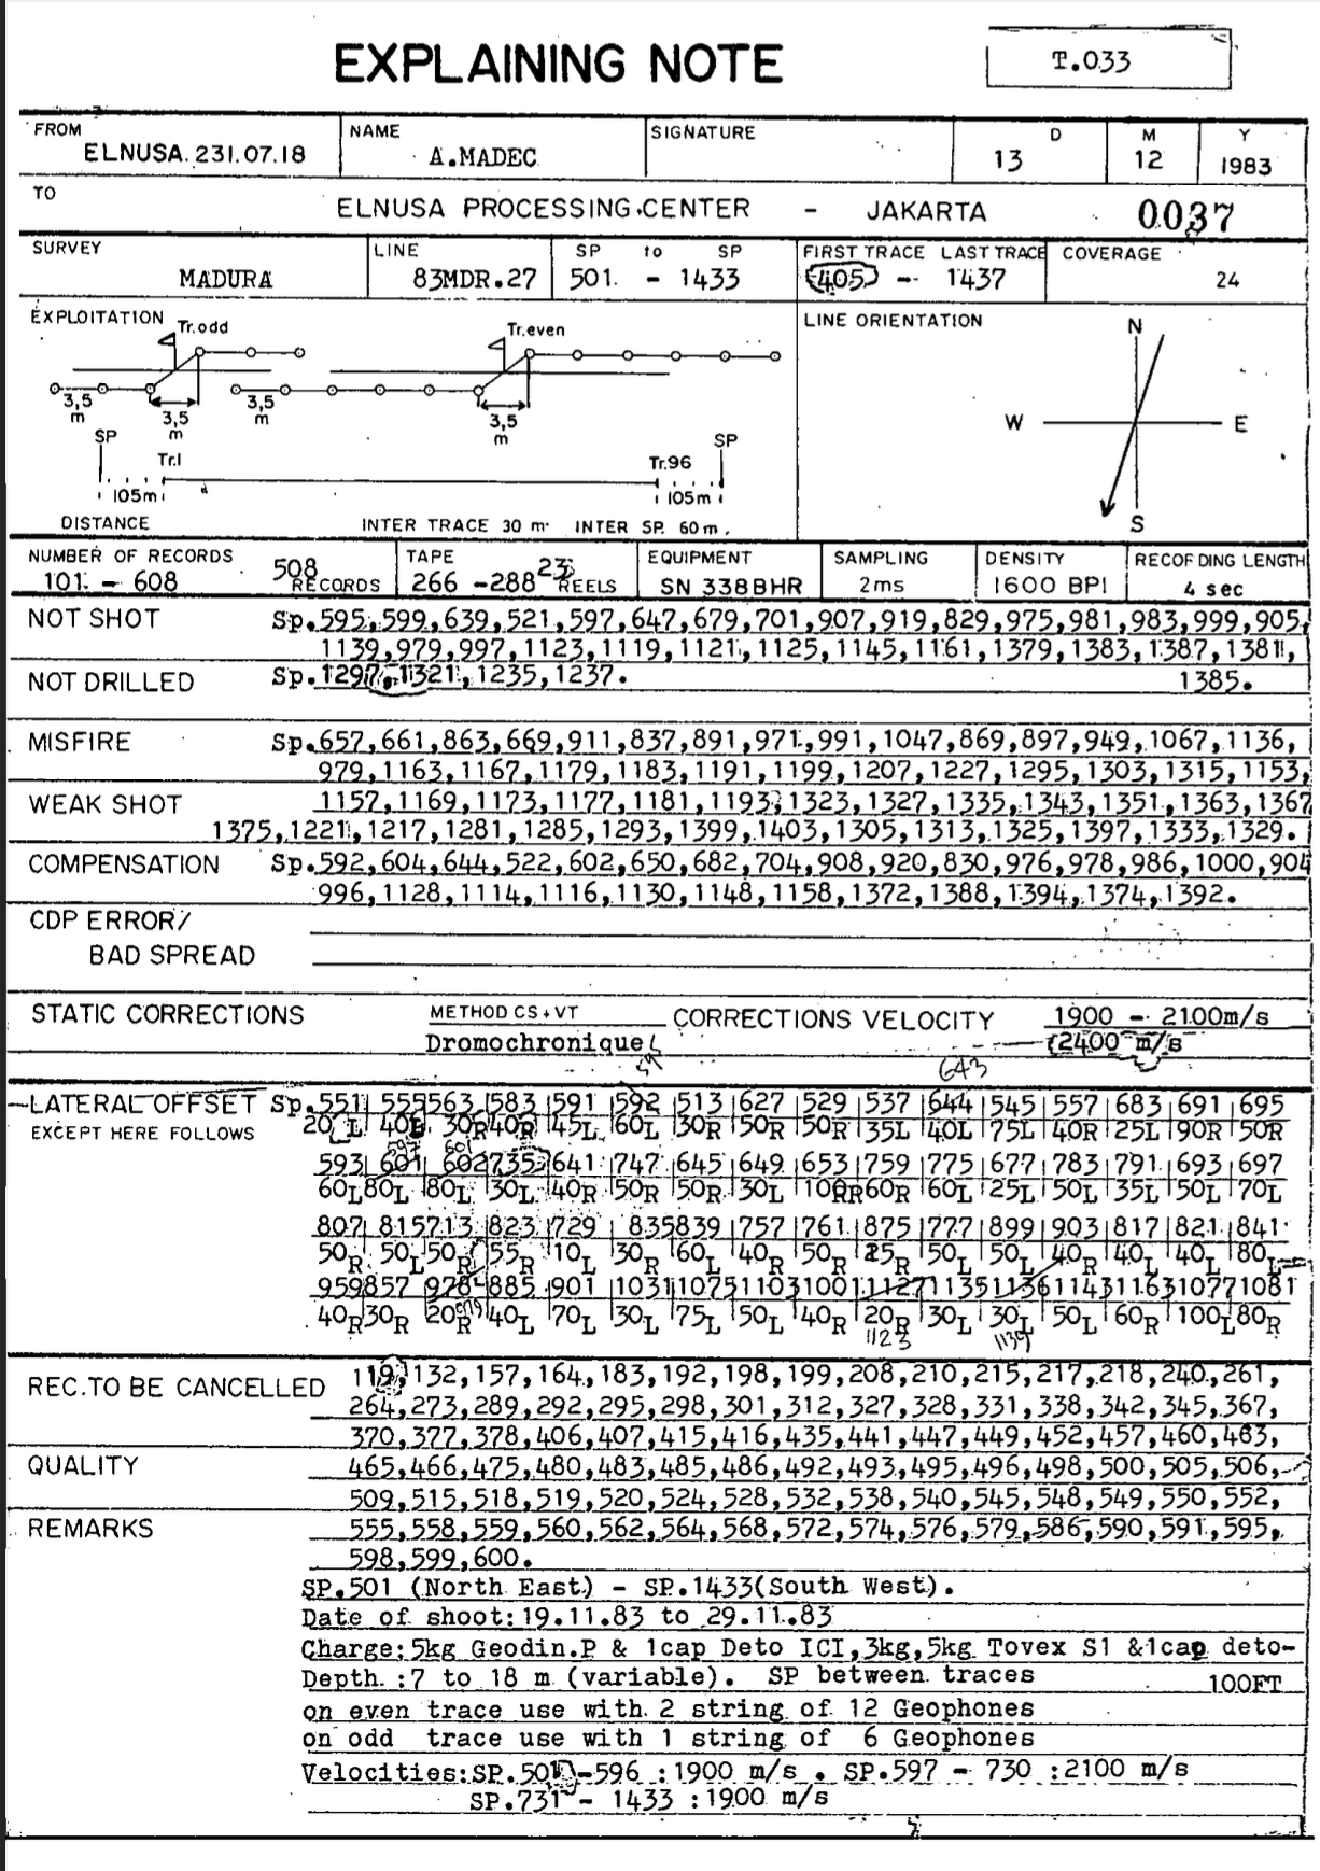 EXPLAINING NOTE
T.033
FROM NAME SIGNATURE D M Y
ELNUSA. 231.07.18 A.MADEC 13 12 1983
TO
ELNUSA PROCESSING.CENTER - JAKARTA 0037
SURVEY LINE SP to SP FIRST TRACE LAST TRACE COVERAGE
MADURA 83MDR.27 501. - 1433 405 - 1437 24
EXPLOITATION Tr.odd Tr.even LINE ORIENTATION N
3,5 m 3,5 m 3,5 m 3,5 m
W E
SP SP
Tr.1 Tr.96
105m 105m
S
DISTANCE INTER TRACE 30 m INTER SP. 60 m.
NUMBER OF RECORDS TAPE EQUIPMENT SAMPLING DENSITY RECORDING LENGTH
101. - 608 508 RECORDS 266 -288 23 REELS SN 338BHR 2ms 1600 BPI 4 sec
NOT SHOT Sp.595,599,639,521,597,647,679,701,907,919,829,975,981,983,999,905,
1139,979,997,1123,1119,1121,1125,1145,1161,1379,1383,1387,1381,
NOT DRILLED Sp.1297,1321,1235,1237. 1385.
MISFIRE Sp.657,661,863,669,911,837,891,971,991,1047,869,897,949,1067,1136,
979,1163,1167,1179,1183,1191,1199,1207,1227,1295,1303,1315,1153,
WEAK SHOT 1157,1169,1173,1177,1181,1193,1323,1327,1335,1343,1351,1363,1367
1375,1221,1217,1281,1285,1293,1399,1403,1305,1313,1325,1397,1333,1329.
COMPENSATION Sp.592,604,644,522,602,650,682,704,908,920,830,976,978,986,1000,904
996,1128,1114,1116,1130,1148,1158,1372,1388,1394,1374,1392.
CDP ERROR/
BAD SPREAD
STATIC CORRECTIONS METHOD CS+VT CORRECTIONS VELOCITY 1900 - 2100m/s
Dromochronique (2400 m/s
643
LATERAL OFFSET Sp.551 555 563 583 591 592 513 627 529 537 644 545 557 683 691 695
EXCEPT HERE FOLLOWS 20 L 40L 30R 40R 45L 60L 30R 50R 50R 35L 40L 75L 40R 25L 90R 50R
597 601
593 601 602 735 641 747 645 649 653 759 775 677 783 791 693 697
60L 80L 80L 30L 40R 50R 50R 30L 100R 60R 60L 25L 50L 35L 50L 70L
807 815 713 823 729 835 839 757 761 875 777 899 903 817 821 841
50R 50L 50R 55R 10L 30R 60L 40R 50R 25R 50L 50L 40R 40L 40L 80L
959 857 978 885 901 1031 1075 1103 1001 1127 1135 1136 1143 1163 1077 1081
40R 30R 20R 979 40L 70L 30L 75L 50L 40R 20R 30L 30L 50L 60R 100L 80R
1123 1139
REC.TO BE CANCELLED 119,132,157,164,183,192,198,199,208,210,215,217,218,240,261,
264,273,289,292,295,298,301,312,327,328,331,338,342,345,367,
370,377,378,406,407,415,416,435,441,447,449,452,457,460,463,
QUALITY 465,466,475,480,483,485,486,492,493,495,496,498,500,505,506,
509,515,518,519,520,524,528,532,538,540,545,548,549,550,552,
REMARKS 555,558,559,560,562,564,568,572,574,576,579,586,590,591,595,
598,599,600.
SP.501 (North East) - SP.1433(South West).
Date of shoot:19.11.83 to 29.11.83
Charge:5kg Geodin.P & 1cap Deto ICI,3kg,5kg Tovex S1 &1cap deto-
Depth :7 to 18 m (variable). SP between traces 100FT
on even trace use with 2 string of 12 Geophones
on odd trace use with 1 string of 6 Geophones
Velocities:SP.501-596 :1900 m/s . SP.597 - 730 :2100 m/s
SP.731 - 1433 :1900 m/s